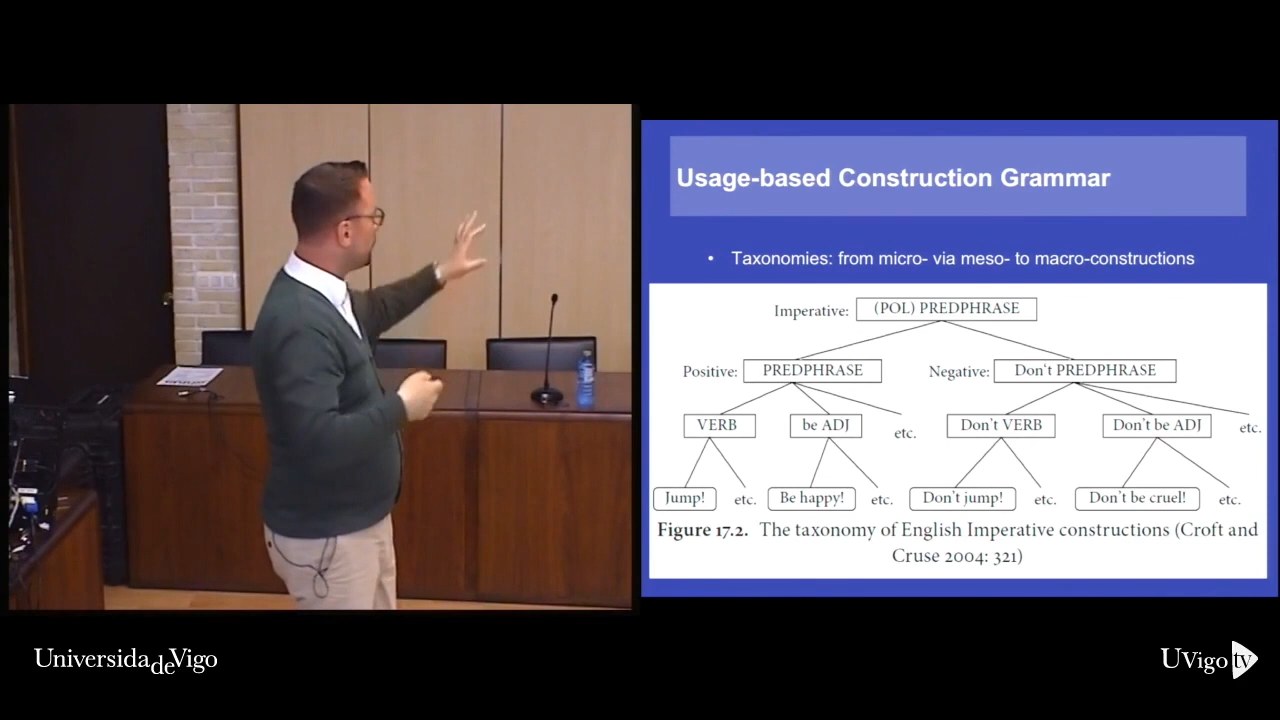 Usage-based Construction Grammar
• Taxonomies: from micro- via meso- to macro-constructions
Imperative: (POL) PREDPHRASE
Positive: PREDPHRASE Negative: Don't PREDPHRASE
VERB be ADJ etc. Don't VERB Don't be ADJ etc.
Jump! etc. Be happy! etc. Don't jump! etc. Don't be cruel! etc.
Figure 17.2. The taxonomy of English Imperative constructions (Croft and
Cruse 2004: 321)
UniversidadeVigo
UVigo tv